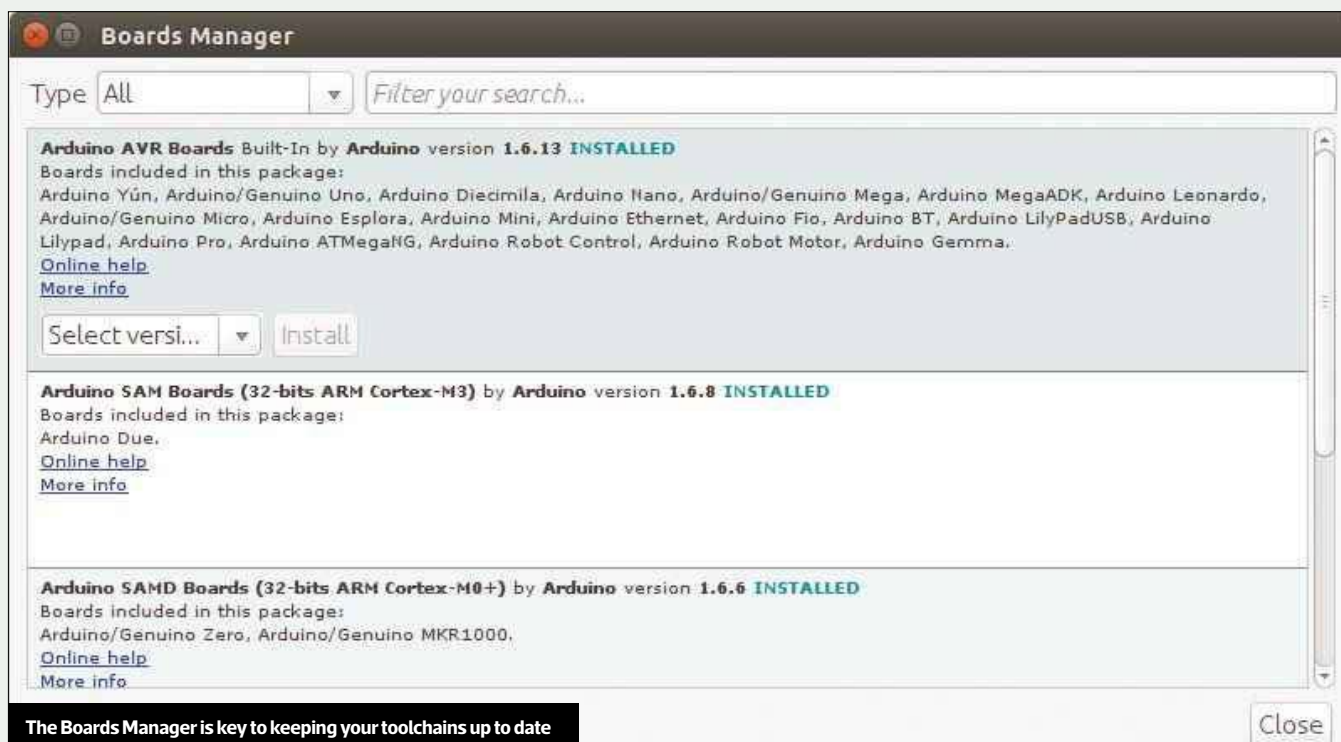 Boards Manager
Type All Filter your search...
Arduino AVR Boards Built-In by Arduino version 1.6.13 INSTALLED
Boards included in this package:
Arduino Yún, Arduino/Genuino Uno, Arduino Diecimila, Arduino Nano, Arduino/Genuino Mega, Arduino MegaADK, Arduino Leonardo,
Arduino/Genuino Micro, Arduino Esplora, Arduino Mini, Arduino Ethernet, Arduino Fio, Arduino BT, Arduino LilyPadUSB, Arduino
Lilypad, Arduino Pro, Arduino ATMegaNG, Arduino Robot Control, Arduino Robot Motor, Arduino Gemma.
Online help
More info
Select versi... Install
Arduino SAM Boards (32-bits ARM Cortex-M3) by Arduino version 1.6.8 INSTALLED
Boards included in this package:
Arduino Due.
Online help
More info
Arduino SAMD Boards (32-bits ARM Cortex-M0+) by Arduino version 1.6.6 INSTALLED
Boards included in this package:
Arduino/Genuino Zero, Arduino/Genuino MKR1000.
Online help
More info
The Boards Manager is key to keeping your toolchains up to date
Close